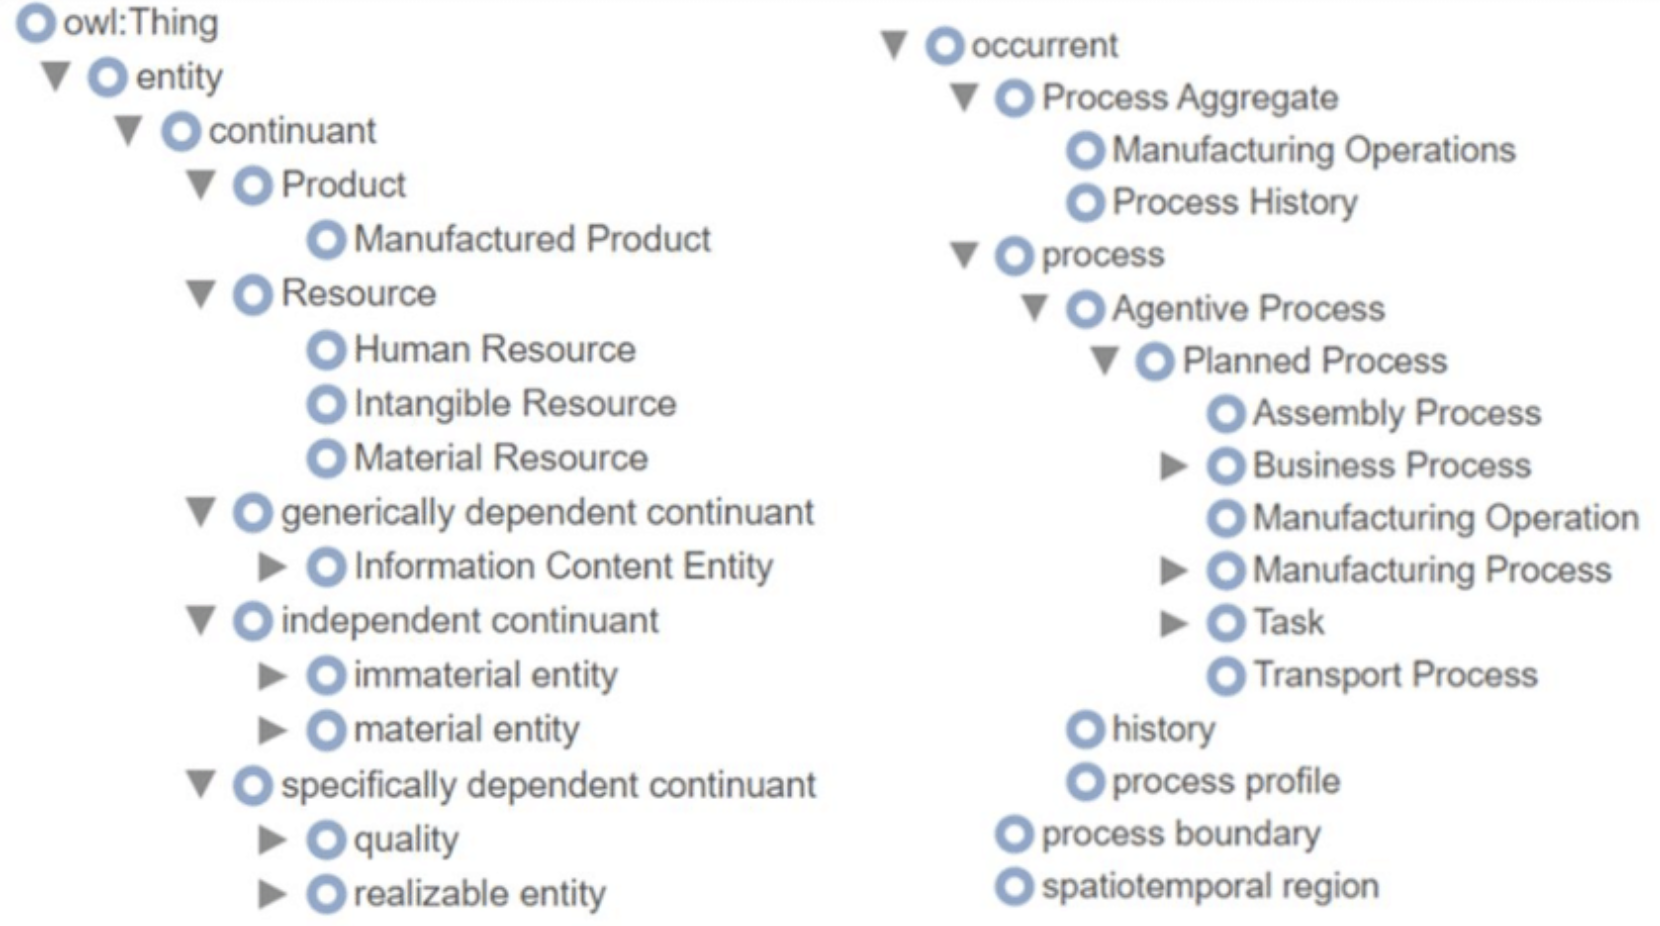 owl:Thing
entity
continuant
Product
Manufactured Product
Resource
Human Resource
Intangible Resource
Material Resource
generically dependent continuant
Information Content Entity
independent continuant
immaterial entity
material entity
specifically dependent continuant
quality
realizable entity
occurrent
Process Aggregate
Manufacturing Operations
Process History
process
Agentive Process
Planned Process
Assembly Process
Business Process
Manufacturing Operation
Manufacturing Process
Task
Transport Process
history
process profile
process boundary
spatiotemporal region